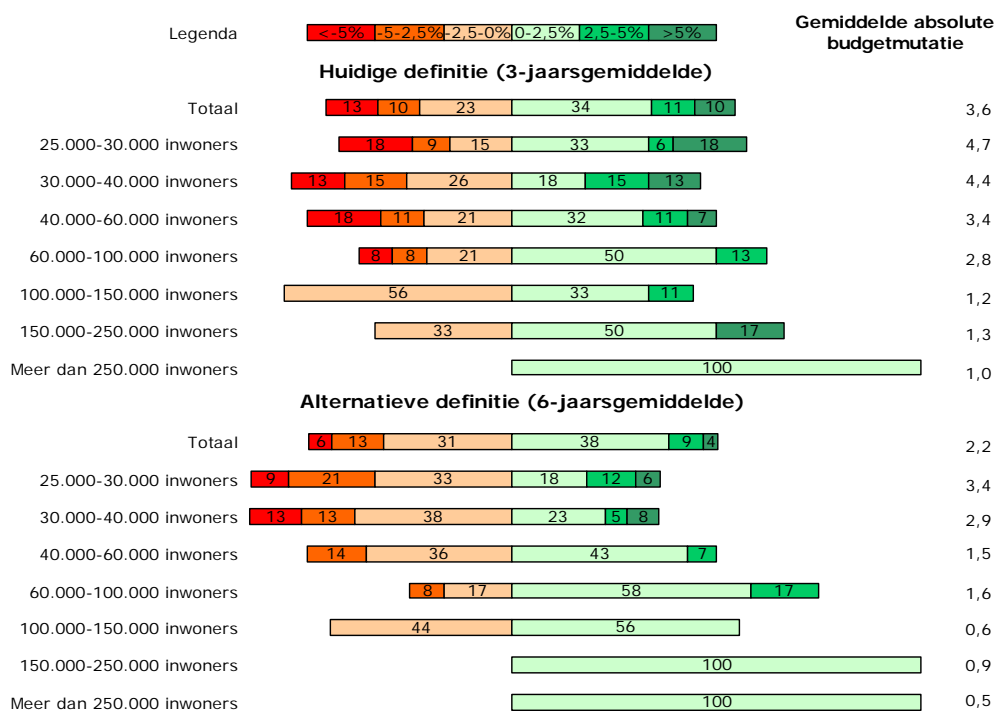 Gemiddelde absolute
budgetmutatie
Legenda <-5% -5-2,5% -2,5-0% 0-2,5% 2,5-5% >5%
Huidige definitie (3-jaarsgemiddelde)
Totaal 13 10 23 34 11 10 3,6
25.000-30.000 inwoners 18 9 15 33 6 18 4,7
30.000-40.000 inwoners 13 15 26 18 15 13 4,4
40.000-60.000 inwoners 18 11 21 32 11 7 3,4
60.000-100.000 inwoners 8 8 21 50 13 2,8
100.000-150.000 inwoners 56 33 11 1,2
150.000-250.000 inwoners 33 50 17 1,3
Meer dan 250.000 inwoners 100 1,0
Alternatieve definitie (6-jaarsgemiddelde)
Totaal 6 13 31 38 9 4 2,2
25.000-30.000 inwoners 9 21 33 18 12 6 3,4
30.000-40.000 inwoners 13 13 38 23 5 8 2,9
40.000-60.000 inwoners 14 36 43 7 1,5
60.000-100.000 inwoners 8 17 58 17 1,6
100.000-150.000 inwoners 44 56 0,6
150.000-250.000 inwoners 100 0,9
Meer dan 250.000 inwoners 100 0,5